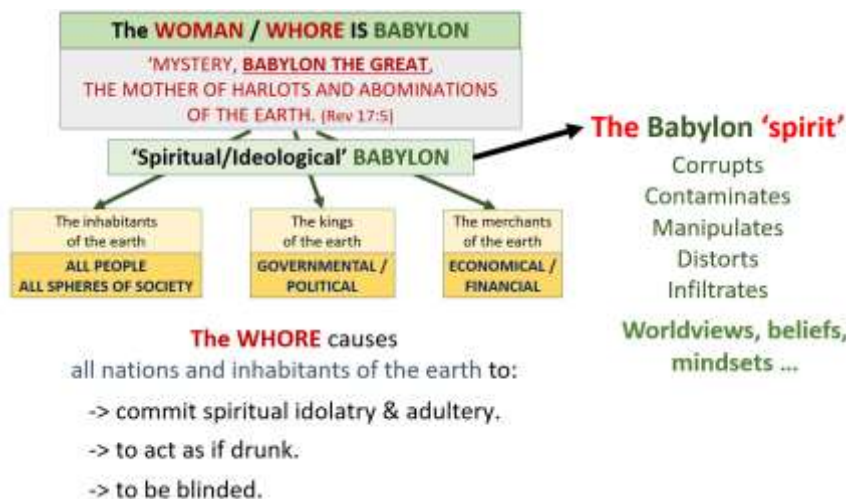 The WOMAN / WHORE IS BABYLON
'MYSTERY, BABYLON THE GREAT,
THE MOTHER OF HARLOTS AND ABOMINATIONS
OF THE EARTH. (Rev 17:5)
'Spiritual/Ideological' BABYLON
The inhabitants
of the earth
ALL PEOPLE
ALL SPHERES OF SOCIETY
The kings
of the earth
GOVERNMENTAL /
POLITICAL
The merchants
of the earth
ECONOMICAL /
FINANCIAL
The Babylon 'spirit'
Corrupts
Contaminates
Manipulates
Distorts
Infiltrates
Worldviews, beliefs,
mindsets ...
The WHORE causes
all nations and inhabitants of the earth to:
-> commit spiritual idolatry & adultery.
-> to act as if drunk.
-> to be blinded.